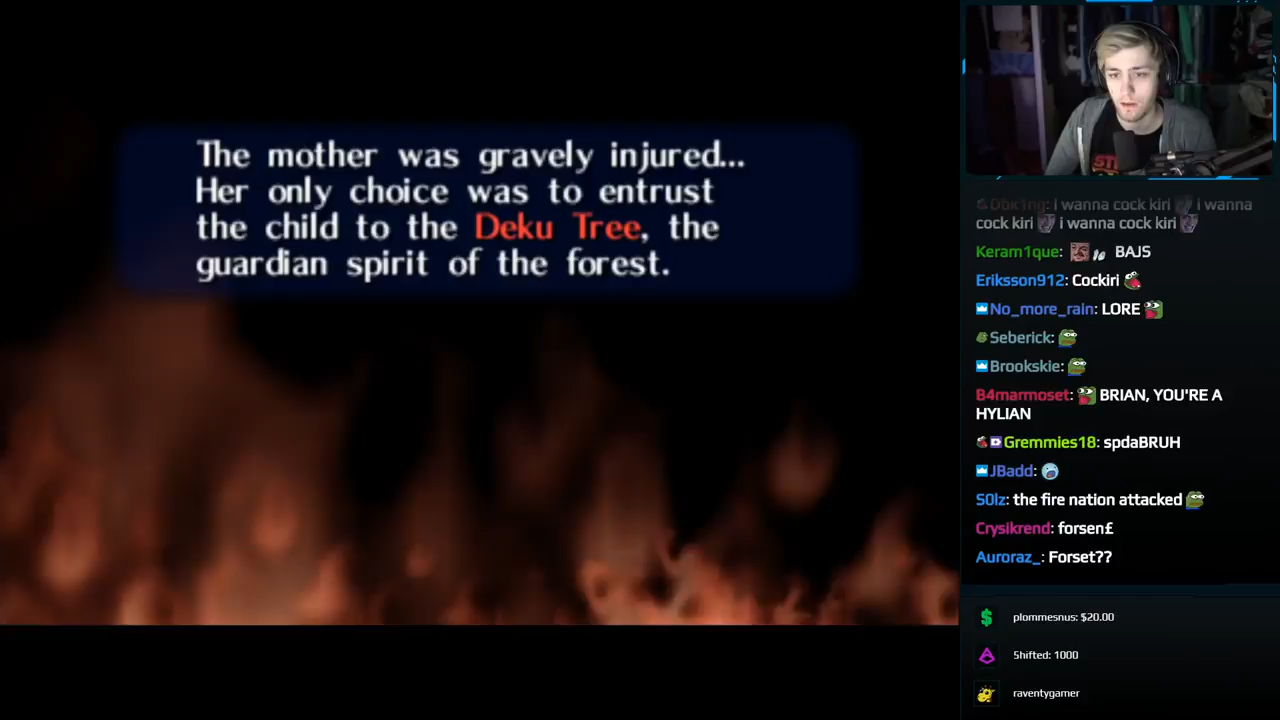 The mother was gravely injured...
Her only choice was to entrust
the child to the Deku Tree, the
guardian spirit of the forest.
Dbx1ng: i wanna cock kiri i wanna
cock kiri i wanna cock kiri
Keram1que: BAJS
Eriksson912: Cockiri
No_more_rain: LORE
Seberick:
Brookskie:
B4marmoset: BRIAN, YOU'RE A
HYLIAN
Gremmies18: spdaBRUH
JBadd:
S0lz: the fire nation attacked
Crysikrend: forsen£
Auroraz_: Forset??
plommesnus: $20.00
5hifted: 1000
raventygamer